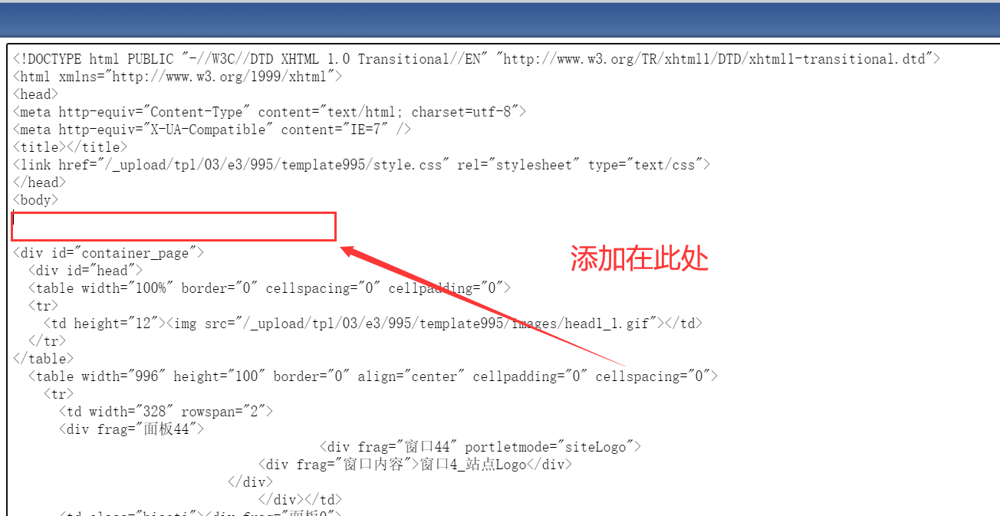 <!DOCTYPE html PUBLIC "-//W3C//DTD XHTML 1.0 Transitional//EN" "http://www.w3.org/TR/xhtml1/DTD/xhtml1-transitional.dtd">
<html xmlns="http://www.w3.org/1999/xhtml">
<head>
<meta http-equiv="Content-Type" content="text/html; charset=utf-8">
<meta http-equiv="X-UA-Compatible" content="IE=7" />
<title></title>
<link href="/_upload/tpl/03/e3/995/template995/style.css" rel="stylesheet" type="text/css">
</head>
<body>
<div id="container_page">
添加在此处
<div id="head">
<table width="100%" border="0" cellspacing="0" cellpadding="0">
<tr>
<td height="12"><img src="/_upload/tpl/03/e3/995/template995/images/head1_1.gif"></td>
</tr>
</table>
<table width="996" height="100" border="0" align="center" cellpadding="0" cellspacing="0">
<tr>
<td width="328" rowspan="2">
<div frag="面板44">
<div frag="窗口44" portletmode="siteLogo">
<div frag="窗口内容">窗口4_站点Logo</div>
</div>
</div></td>